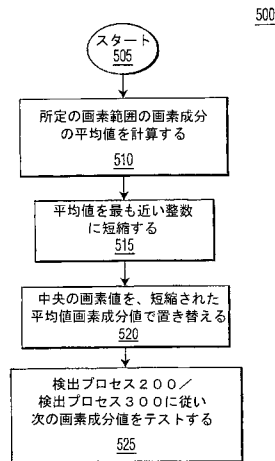 500
スタート
505
所定の画素範囲の画素成分
の平均値を計算する
510
平均値を最も近い整数
に短縮する
515
中央の画素値を、短縮された
平均値画素成分値で置き替える
520
検出プロセス200／
検出プロセス300に従い
次の画素成分値をテストする
525